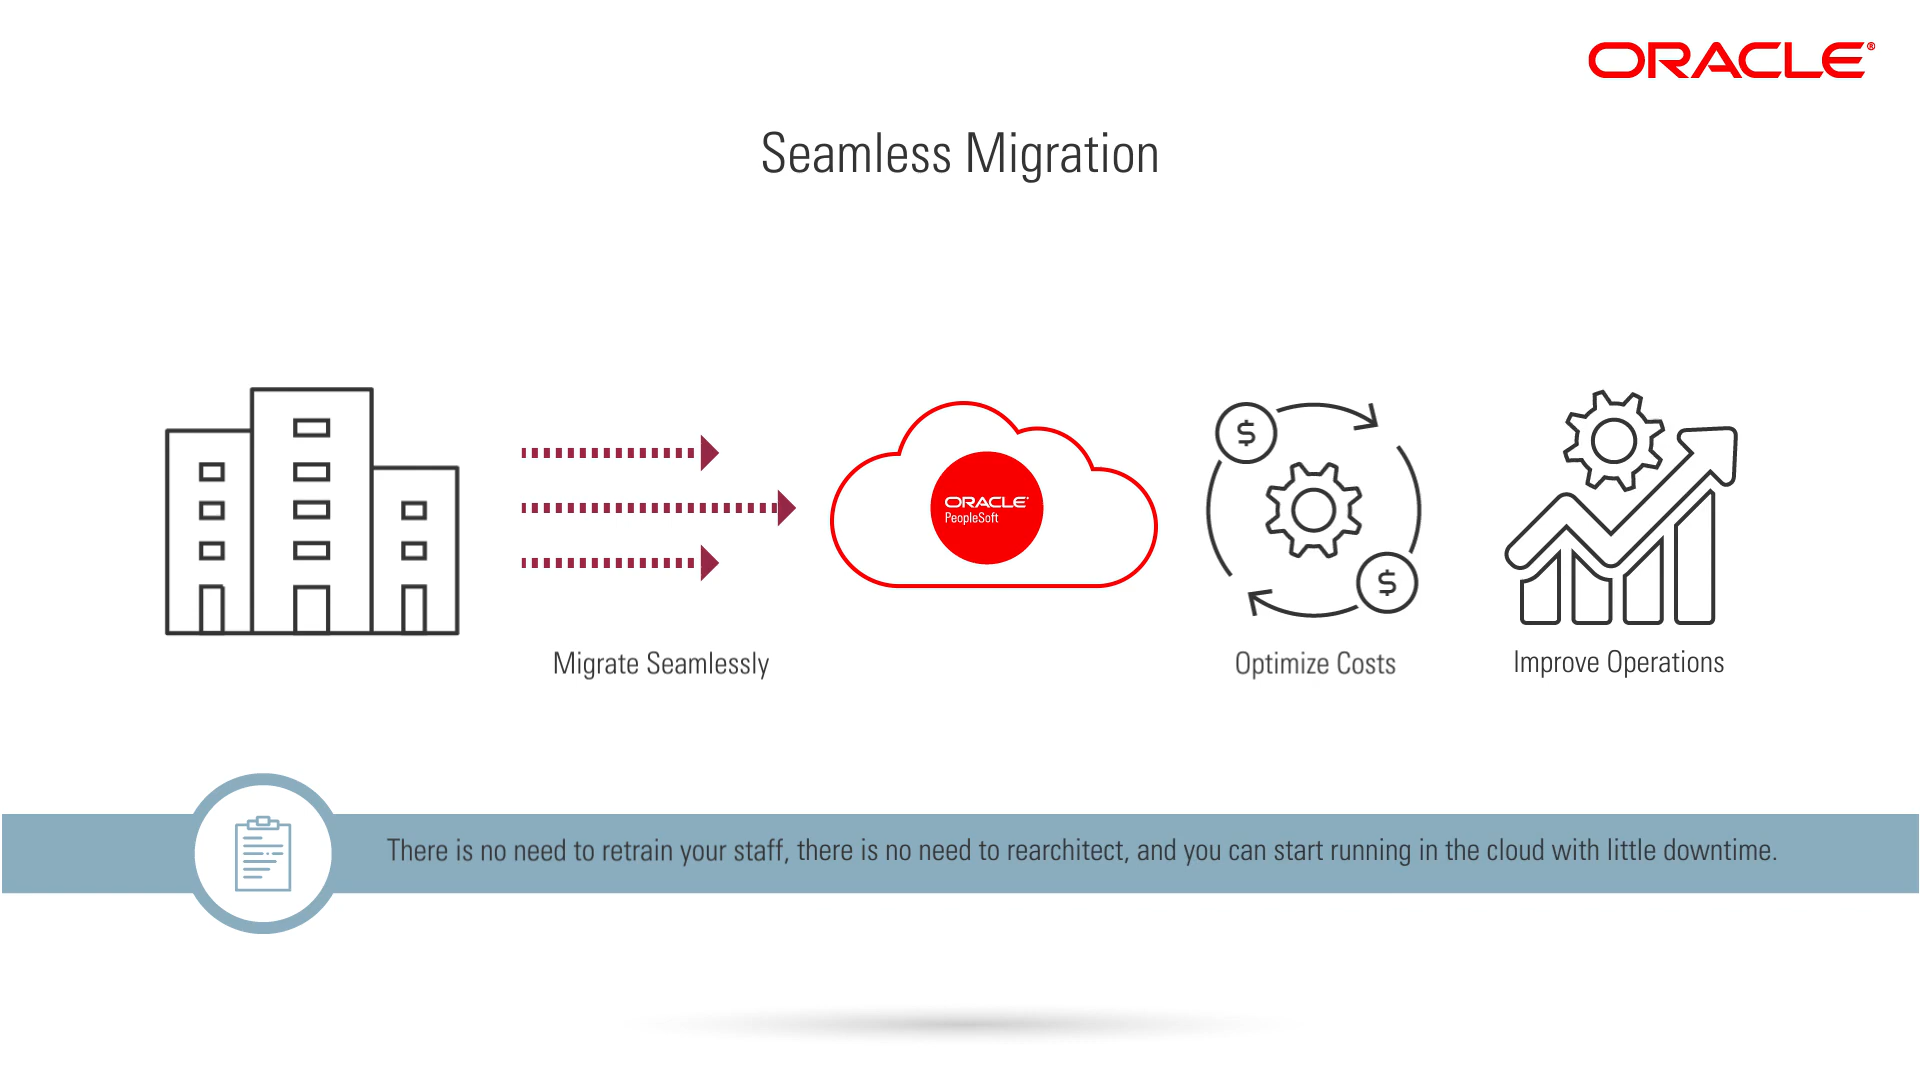 ORACLE®
Seamless Migration
ORACLE®
PeopleSoft
$
$
Migrate Seamlessly
Optimize Costs
Improve Operations
There is no need to retrain your staff, there is no need to rearchitect, and you can start running in the cloud with little downtime.